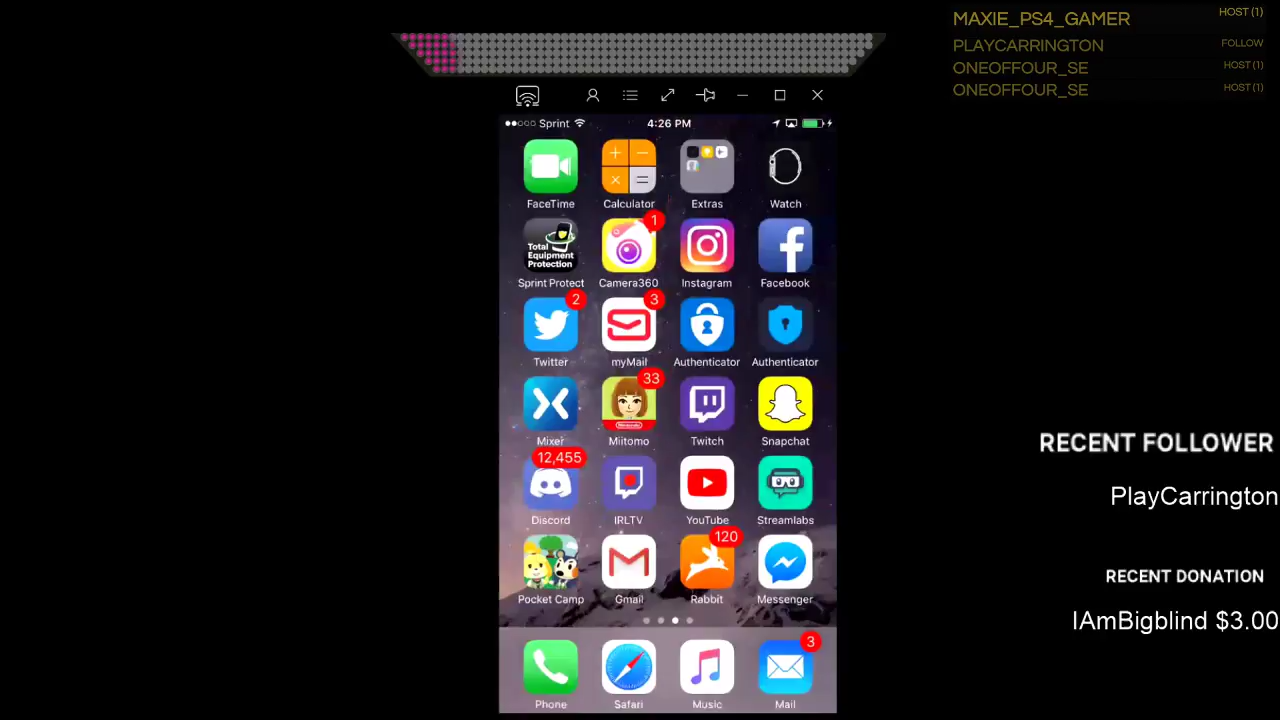 MAXIE_PS4_GAMER HOST (1)
PLAYCARRINGTON FOLLOW
ONEOFFOUR_SE HOST (1)
ONEOFFOUR_SE HOST (1)
Sprint 4:26 PM
FaceTime Calculator Extras Watch
1
Total
Equipment
Protection
Sprint Protect Camera360 Instagram Facebook
2 3
Twitter myMail Authenticator Authenticator
33
Nintendo
Mixer Miitomo Twitch Snapchat
12,455
Discord IRLTV YouTube Streamlabs
120
Pocket Camp Gmail Rabbit Messenger
3
Phone Safari Music Mail
RECENT FOLLOWER
PlayCarrington
RECENT DONATION
IAmBigblind $3.00